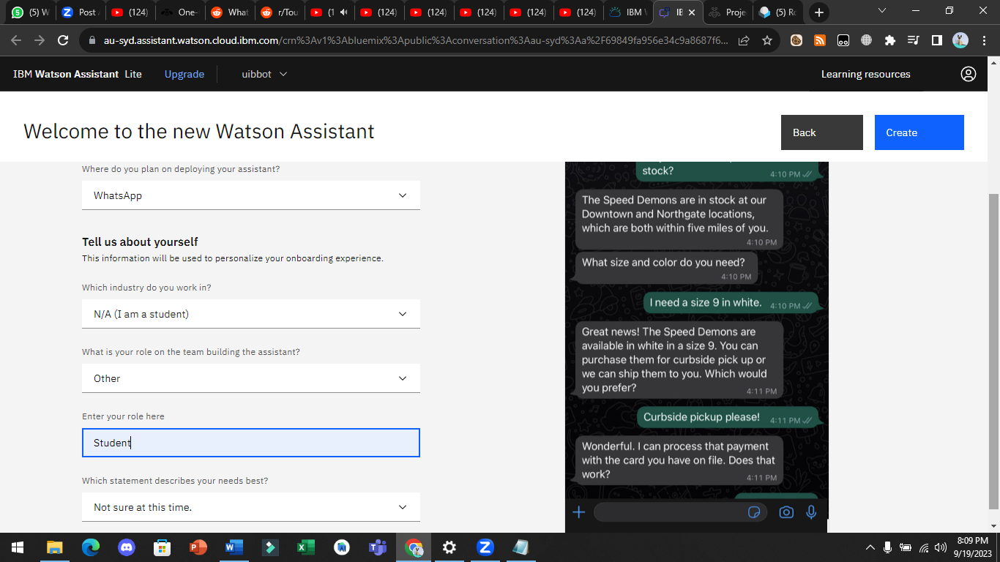 (5) W
Post
(124)
One-
What
r/Tou
(1
(124)
(124)
(124)
(124)
(124)
IBM
IE
Proje
(5) Ro
au-syd.assistant.watson.cloud.ibm.com/crn%3Av1%3Abluemix%3Apublic%3Aconversation%3Aau-syd%3Aa%2F69849fa956e34c9a8687f6...
IBM Watson Assistant Lite Upgrade uibbot Learning resources
Welcome to the new Watson Assistant
Back
Create
Where do you plan on deploying your assistant?
WhatsApp
Tell us about yourself
This information will be used to personalize your onboarding experience.
Which industry do you work in?
N/A (I am a student)
What is your role on the team building the assistant?
Other
Enter your role here
Student
Which statement describes your needs best?
Not sure at this time.
stock?
4:10 PM
The Speed Demons are in stock at our
Downtown and Northgate locations,
which are both within five miles of you.
4:10 PM
What size and color do you need?
4:10 PM
I need a size 9 in white.
4:10 PM
Great news! The Speed Demons are
available in white in a size 9. You can
purchase them for curbside pick up or
we can ship them to you. Which would
you prefer?
4:11 PM
Curbside pickup please!
4:11 PM
Wonderful. I can process that payment
with the card you have on file. Does that
work?
4:11 PM
8:09 PM
9/19/2023